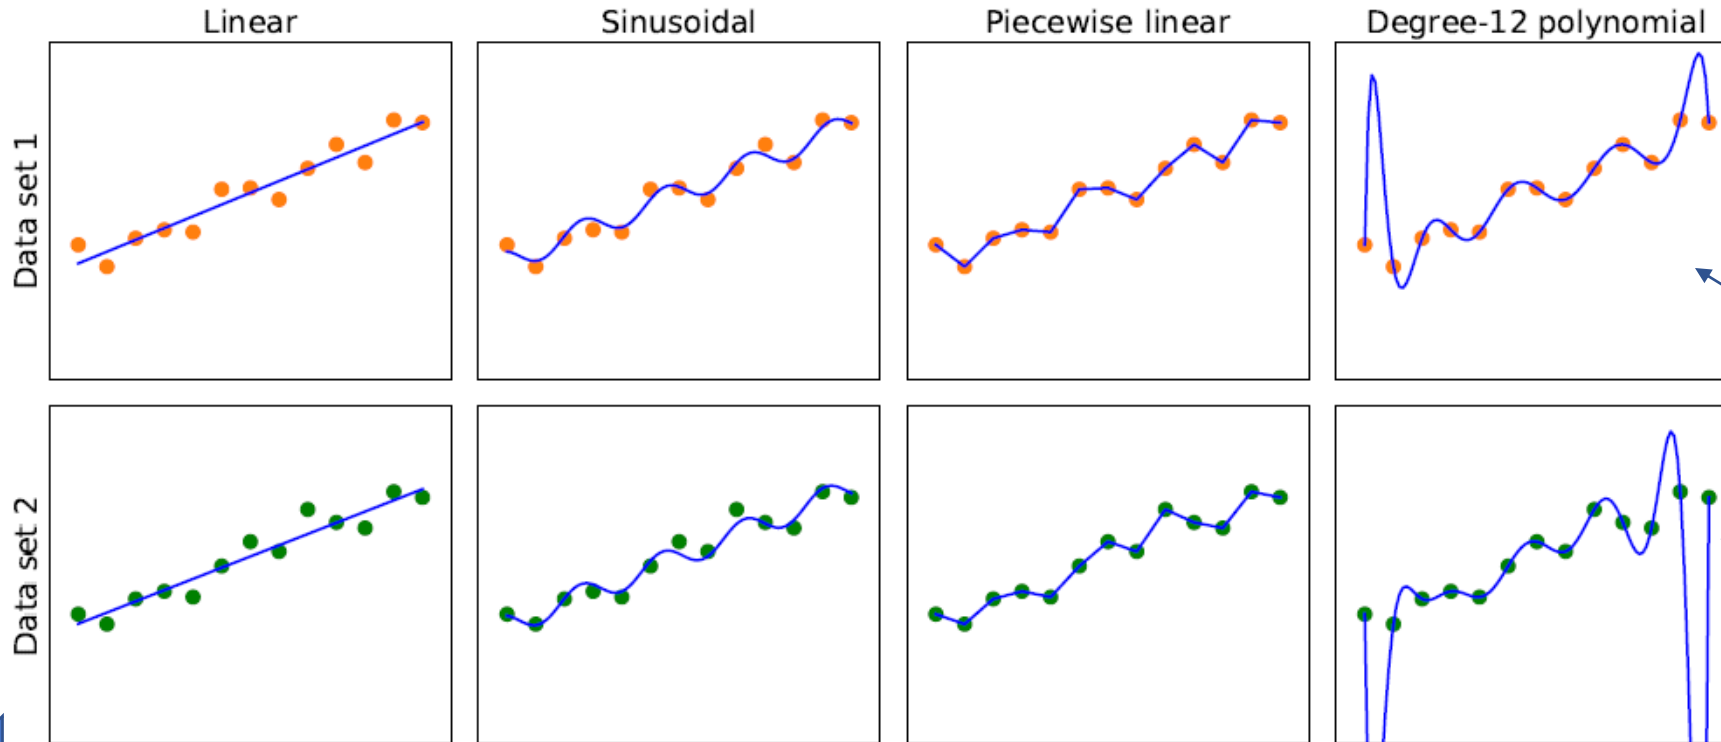 Linear
Sinusoidal
Piecewise linear
Degree-12 polynomial
Data set 1
Data set 2